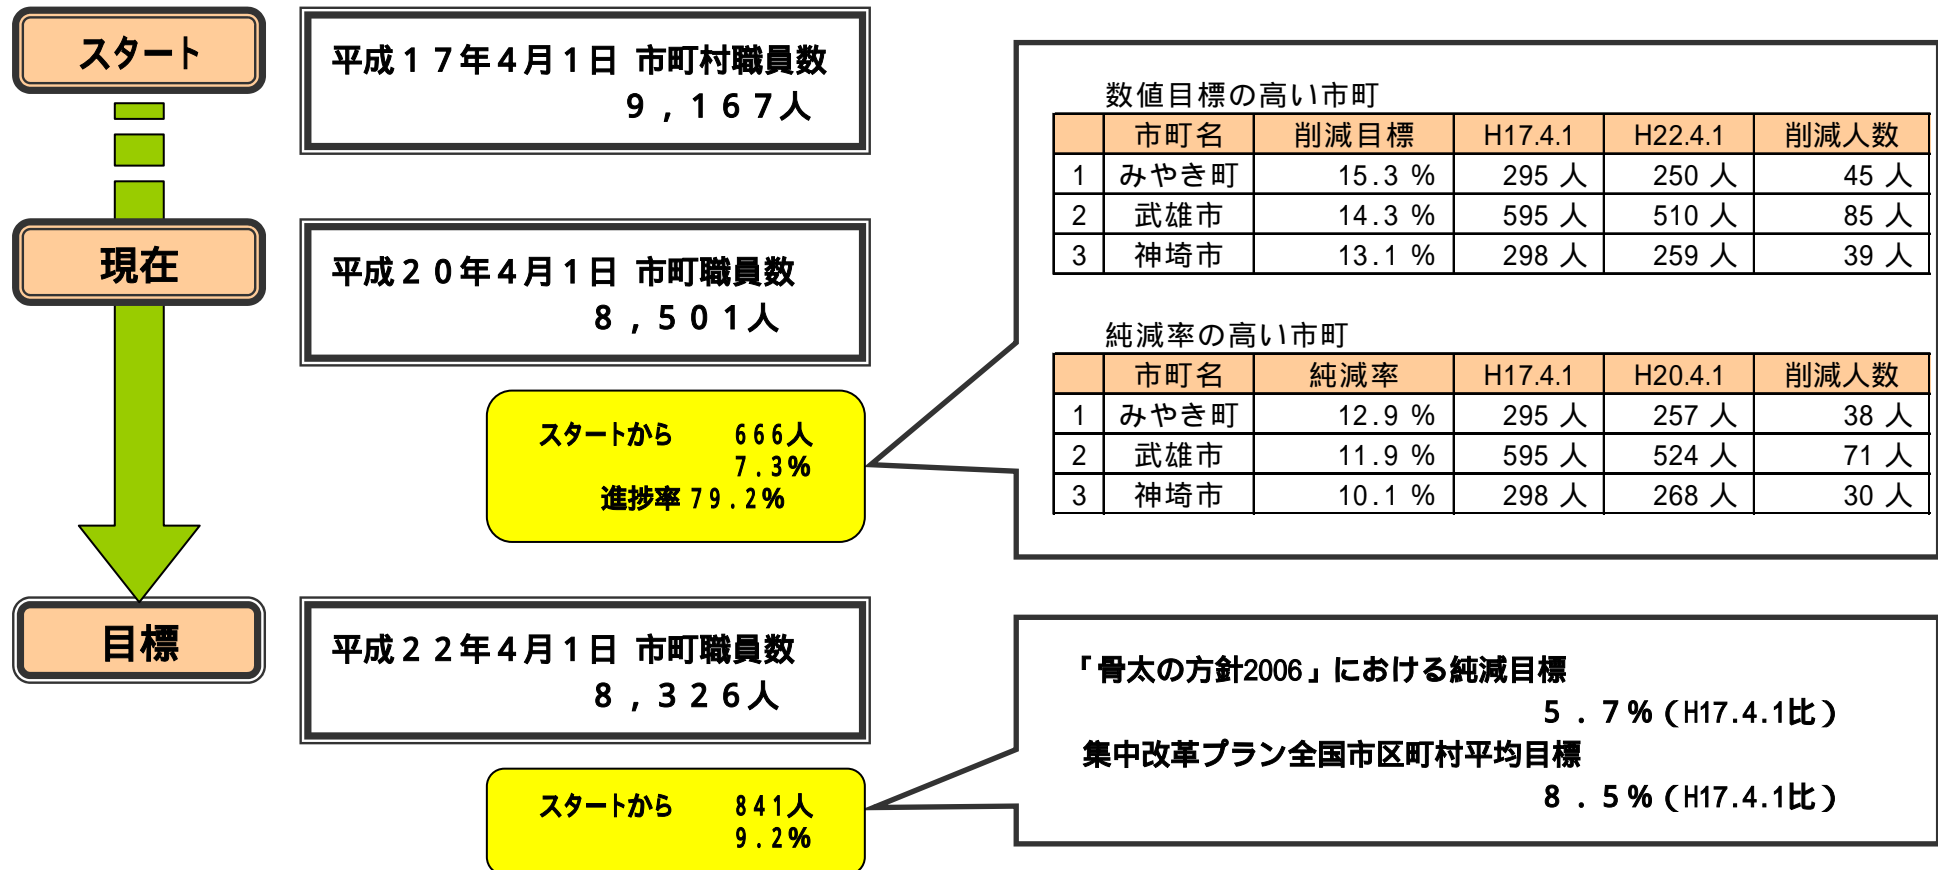 スタート
平成１７年４月１日 市町村職員数
９，１６７人
現在
平成２０年４月１日 市町職員数
８，５０１人
スタートから 666人
7.3%
進捗率 79.2%
目標
平成２２年４月１日 市町職員数
８，３２６人
スタートから 841人
9.2%
数値目標の高い市町
市町名 削減目標 H17.4.1 H22.4.1 削減人数
1 みやき町 15.3 % 295 人 250 人 45 人
2 武雄市 14.3 % 595 人 510 人 85 人
3 神埼市 13.1 % 298 人 259 人 39 人
純減率の高い市町
市町名 純減率 H17.4.1 H20.4.1 削減人数
1 みやき町 12.9 % 295 人 257 人 38 人
2 武雄市 11.9 % 595 人 524 人 71 人
3 神埼市 10.1 % 298 人 268 人 30 人
「骨太の方針2006」における純減目標
５．７％（H17.4.1比）
集中改革プラン全国市区町村平均目標
８．５％（H17.4.1比）